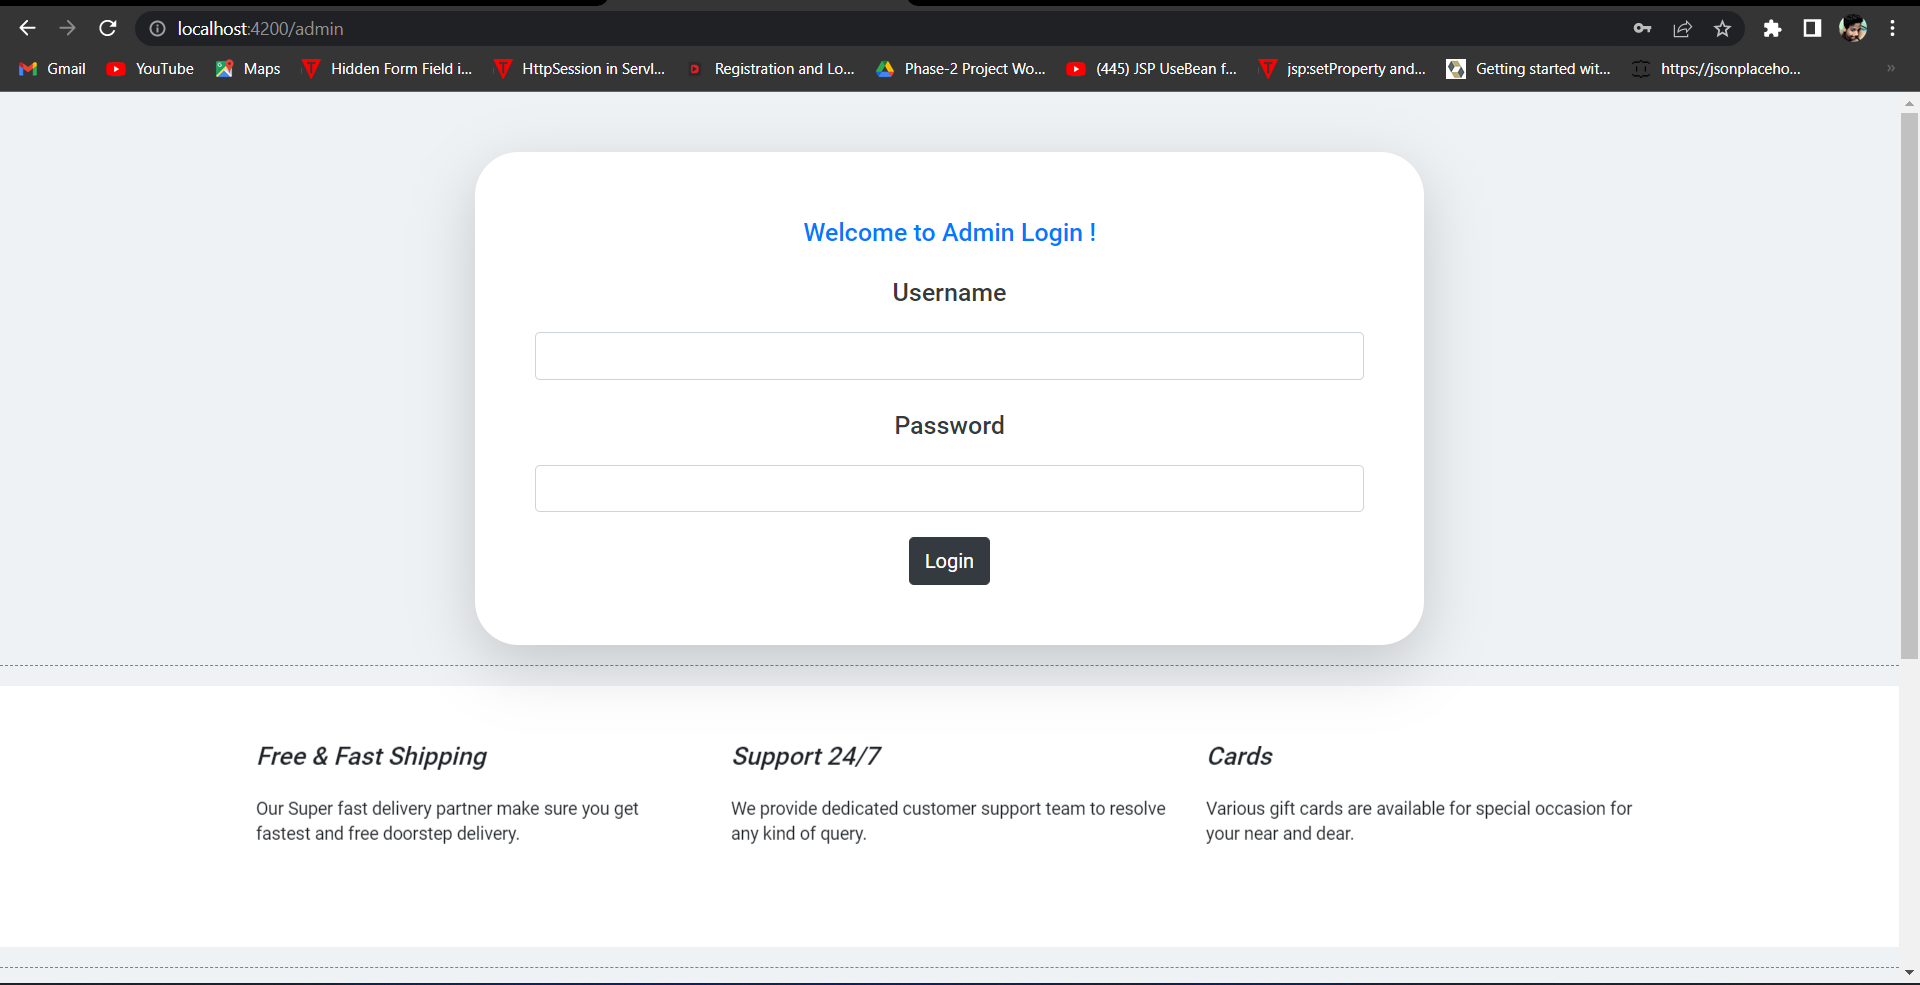 localhost:4200/admin
Gmail YouTube Maps Hidden Form Field i... HttpSession in Servl... Registration and Lo... Phase-2 Project Wo... (445) JSP UseBean f... jsp:setProperty and... Getting started wit... https://jsonplaceho... »
Welcome to Admin Login !
Username
Password
Login
Free & Fast Shipping
Our Super fast delivery partner make sure you get
fastest and free doorstep delivery.
Support 24/7
We provide dedicated customer support team to resolve
any kind of query.
Cards
Various gift cards are available for special occasion for
your near and dear.